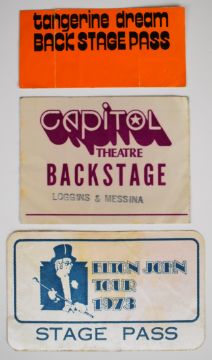 tangerine dream
BACK STAGE PASS
CAPITOL
THEATRE
BACKSTAGE
LOGGINS & MESSINA
ELTON JOHN
TOUR
1973
STAGE PASS